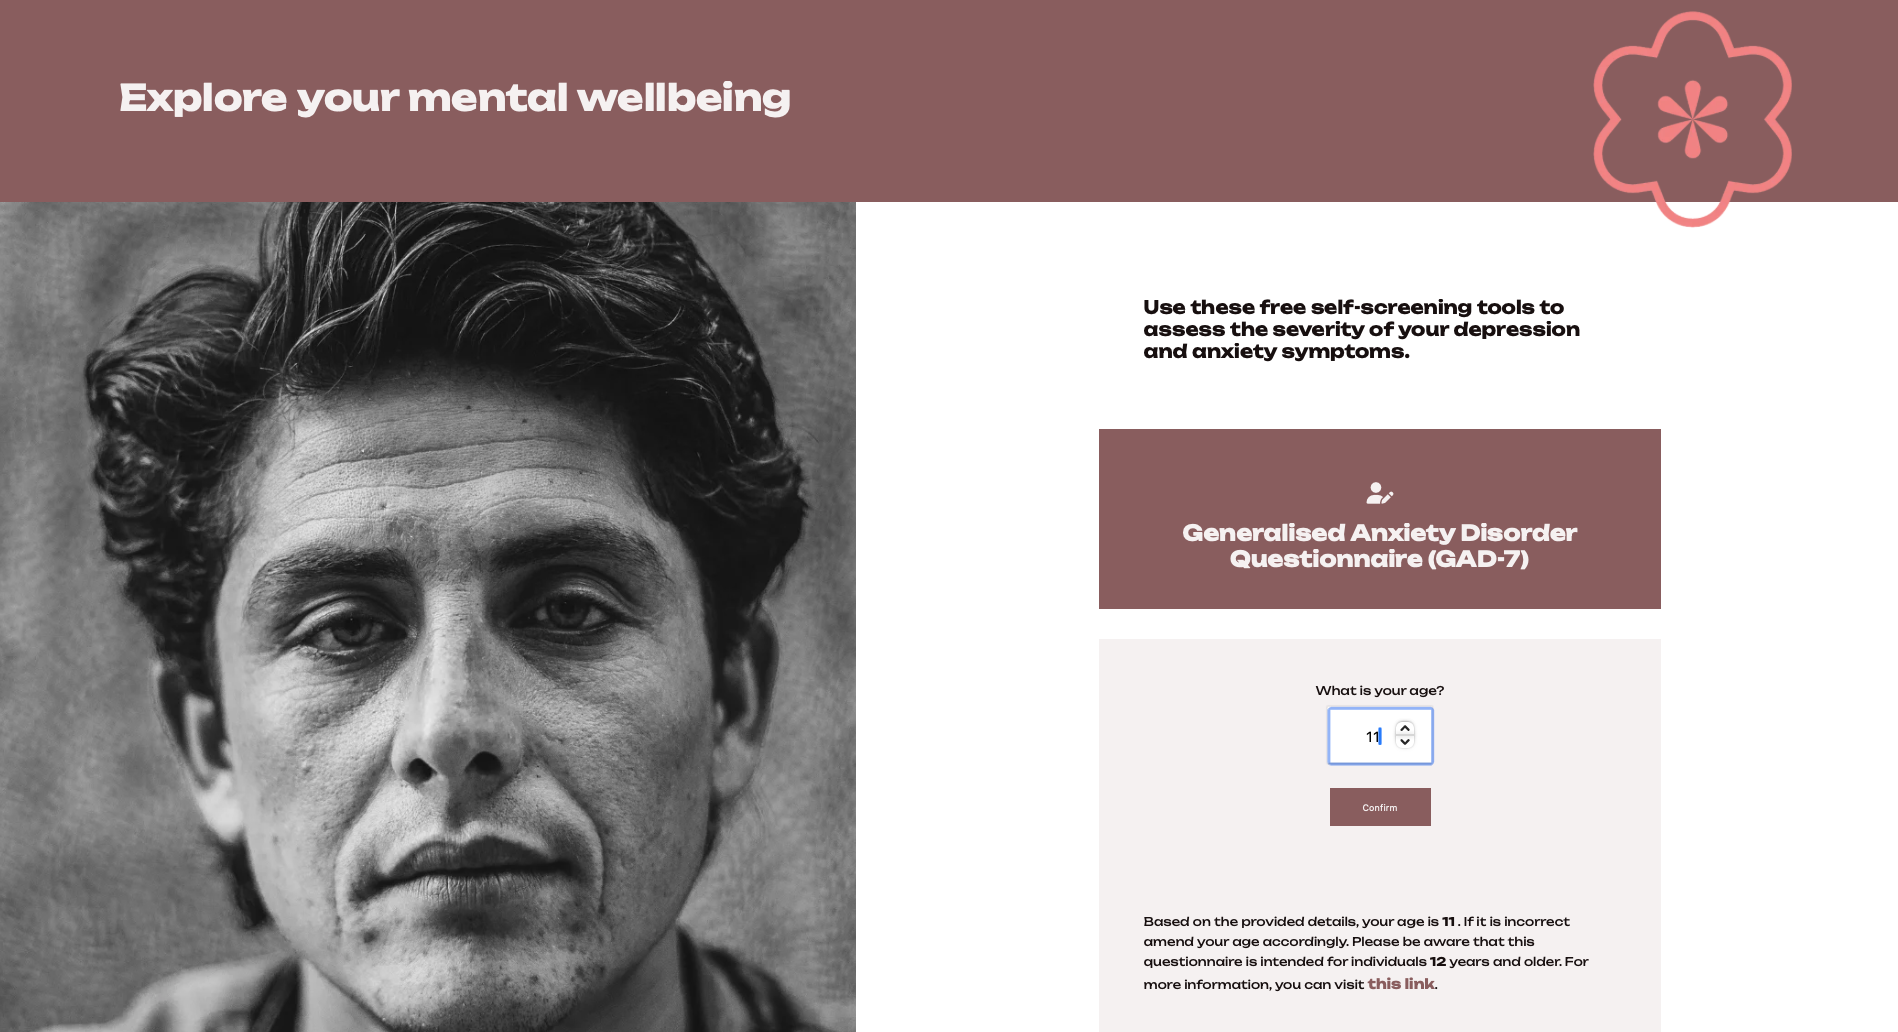 Explore your mental wellbeing
Use these free self-screening tools to
assess the severity of your depression
and anxiety symptoms.
Generalised Anxiety Disorder
Questionnaire (GAD-7)
What is your age?
11
Confirm
Based on the provided details, your age is 11 . If it is incorrect
amend your age accordingly. Please be aware that this
questionnaire is intended for individuals 12 years and older. For
more information, you can visit this link.